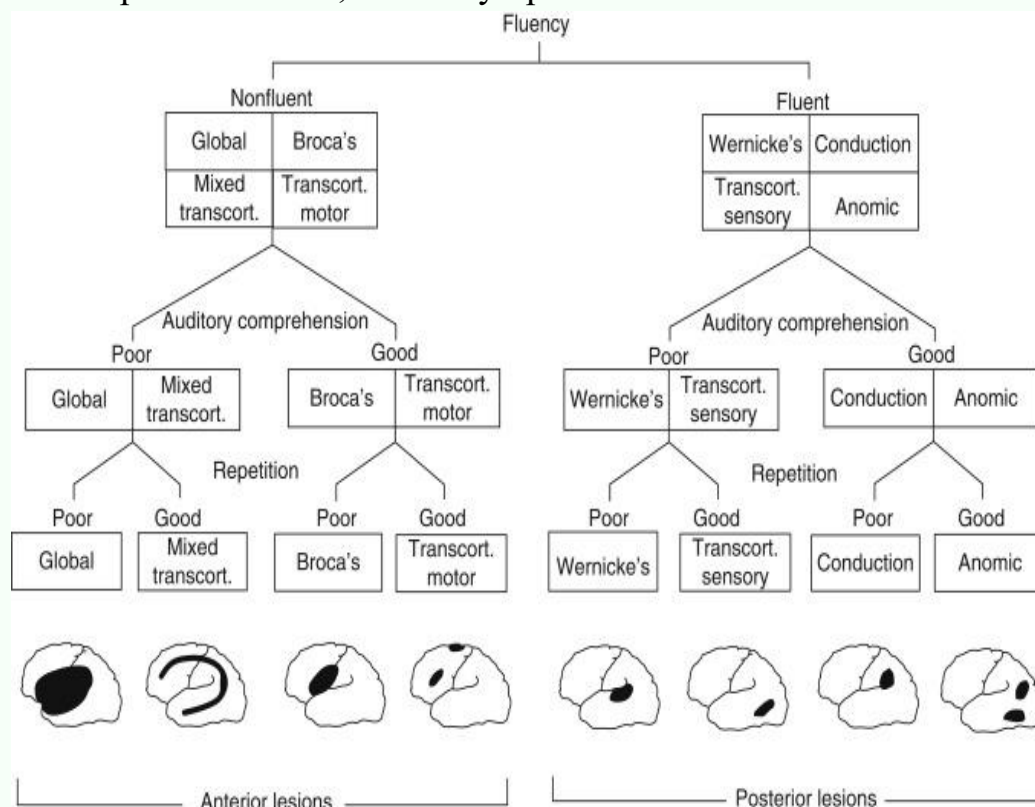 Fluency
Nonfluent
Fluent
Global Broca's
Wernicke's Conduction
Mixed transcort. Transcort. motor
Transcort. sensory Anomic
Auditory comprehension
Auditory comprehension
Poor Good
Poor Good
Global Mixed transcort.
Broca's Transcort. motor
Wernicke's Transcort. sensory
Conduction Anomic
Repetition
Repetition
Poor Good Poor Good
Poor Good Poor Good
Global
Mixed transcort.
Broca's
Transcort. motor
Wernicke's
Transcort. sensory
Conduction
Anomic
Anterior lesions
Posterior lesions